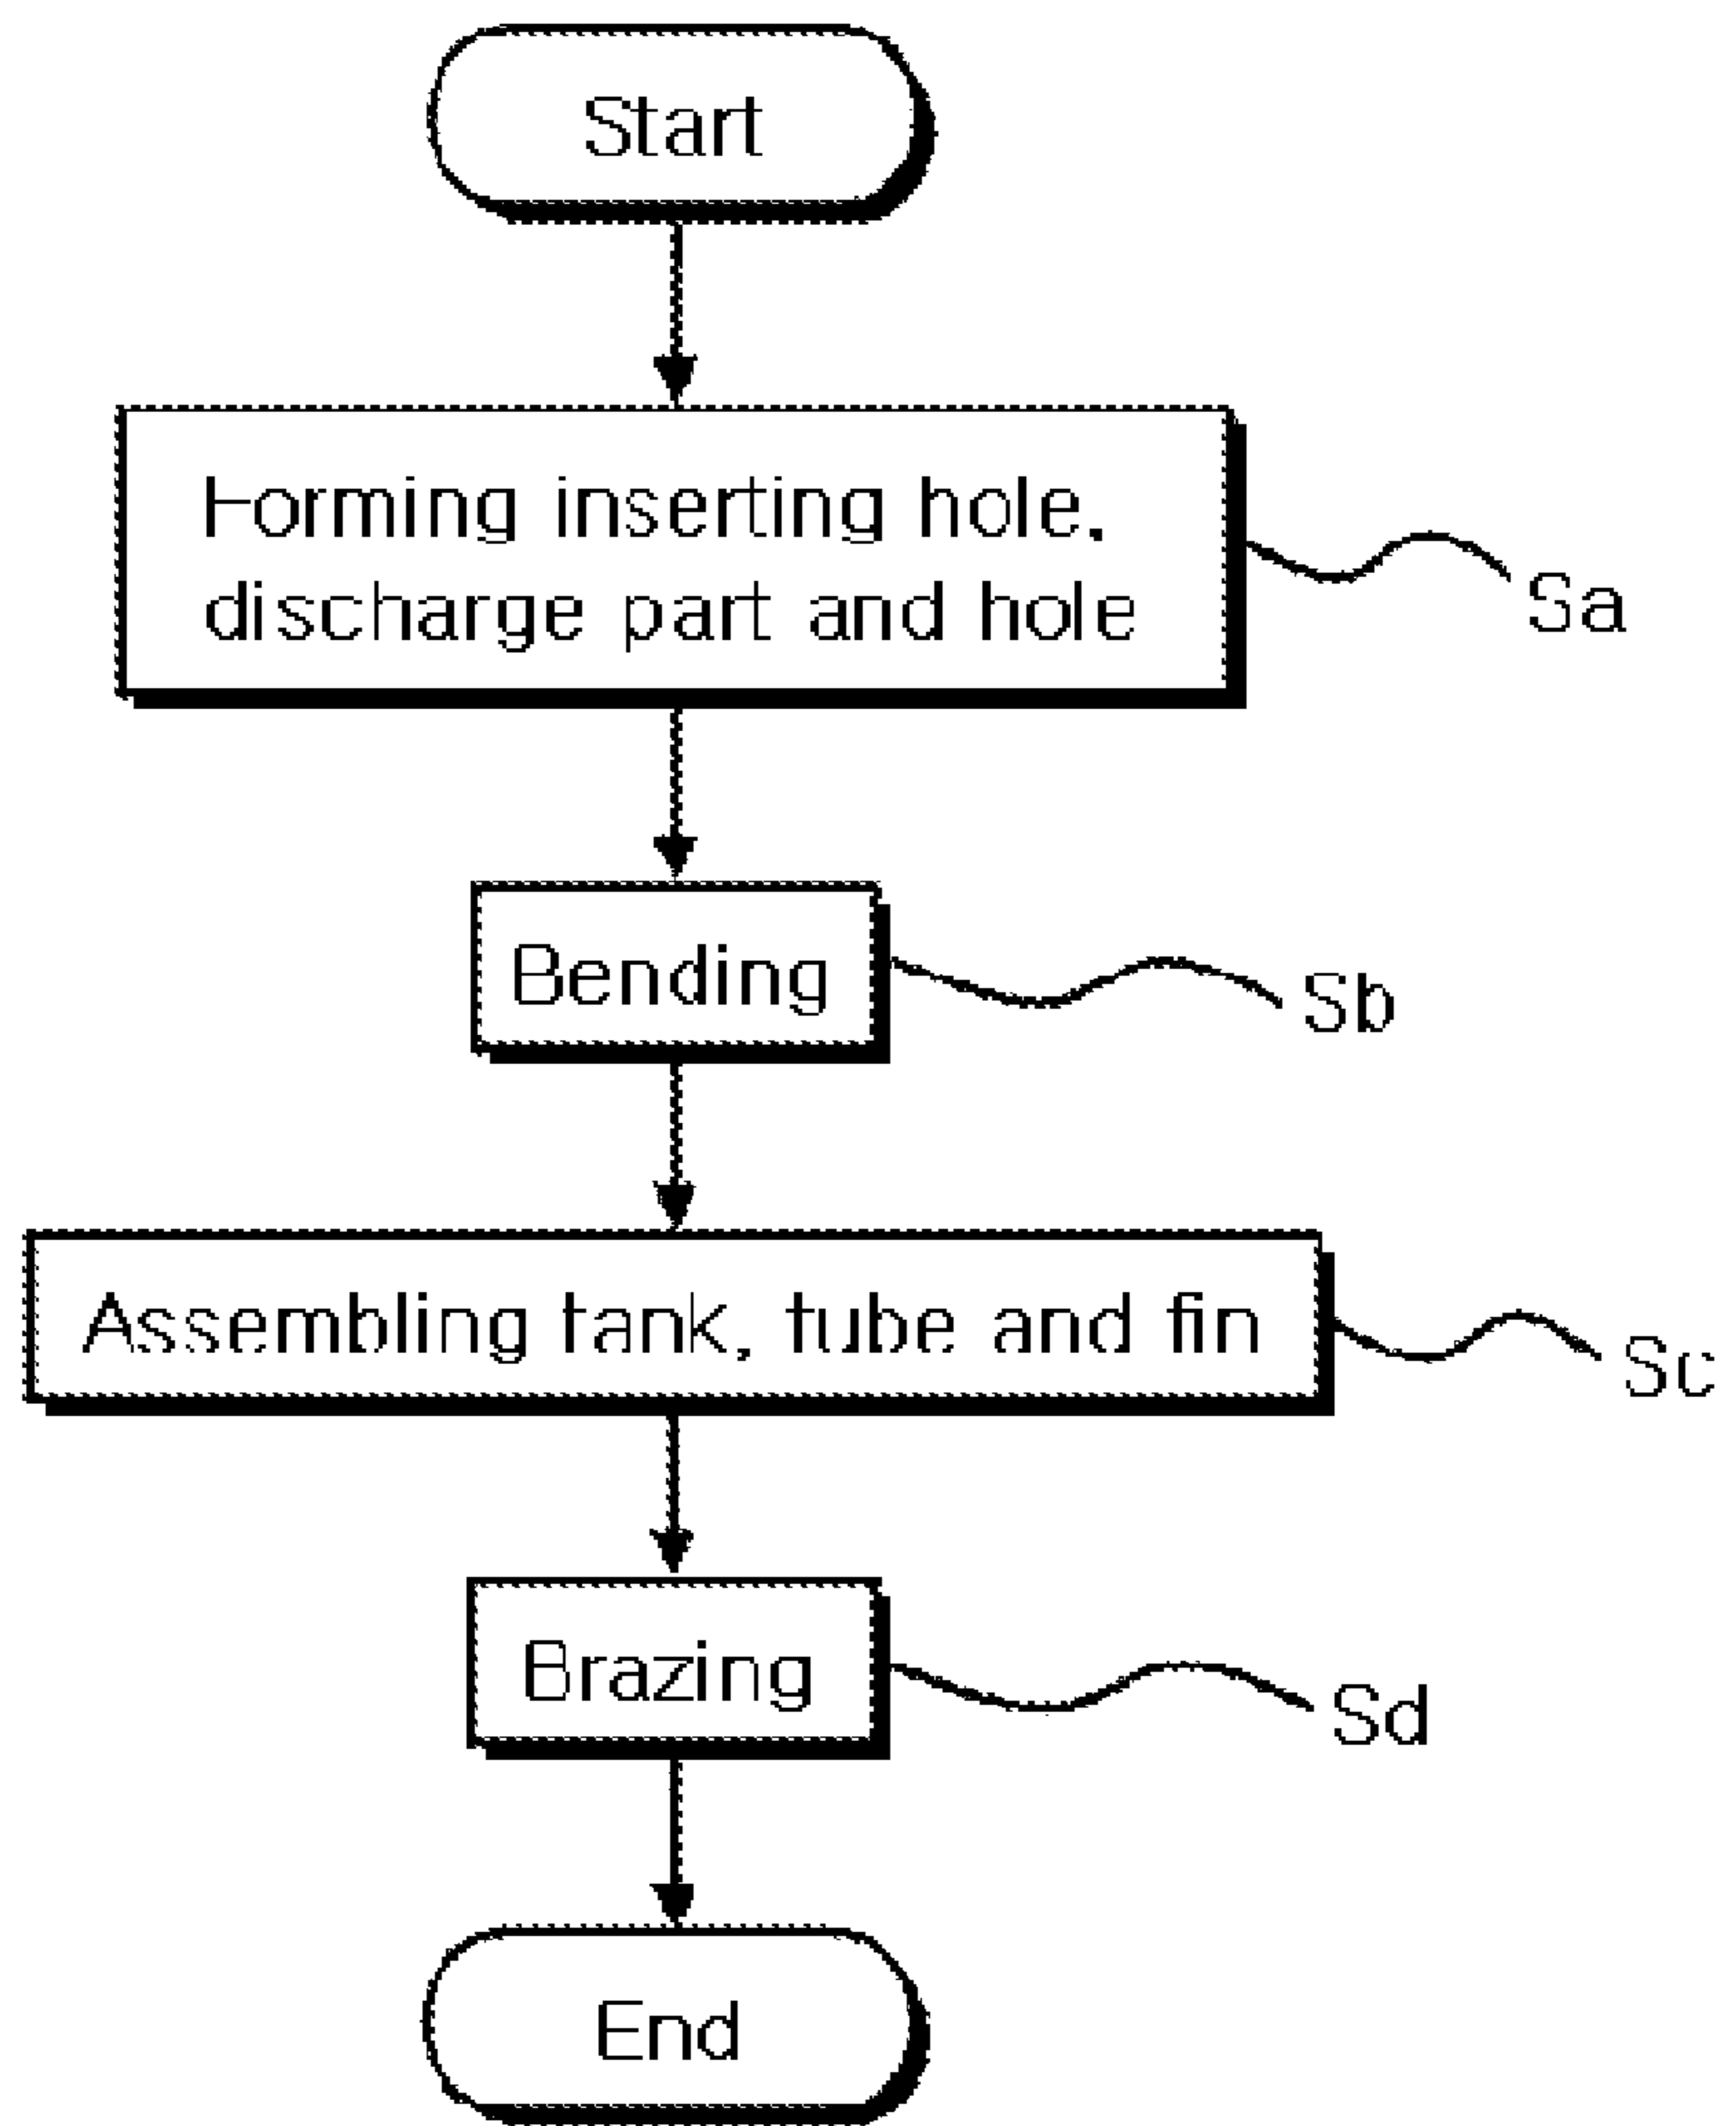 Start
Forming inserting hole,
discharge part and hole
Sa
Bending
Sb
Assembling tank, tube and fin
Sc
Brazing
Sd
End